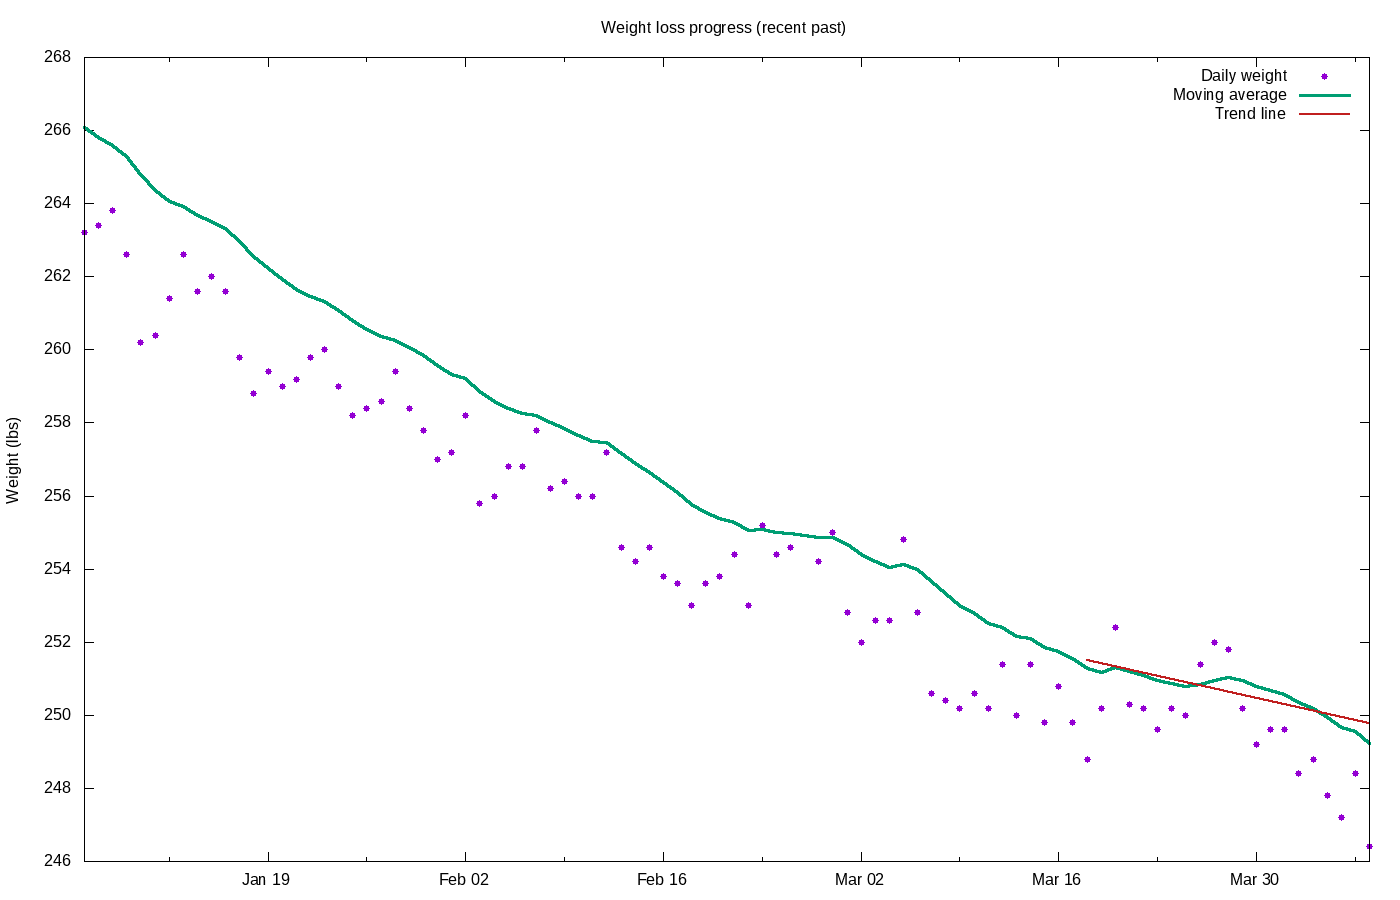 Weight loss progress (recent past)
268
266
264
262
260
258
256
254
252
250
248
246
Weight (lbs)
Daily weight
Moving average
Trend line
Jan 19
Feb 02
Feb 16
Mar 02
Mar 16
Mar 30